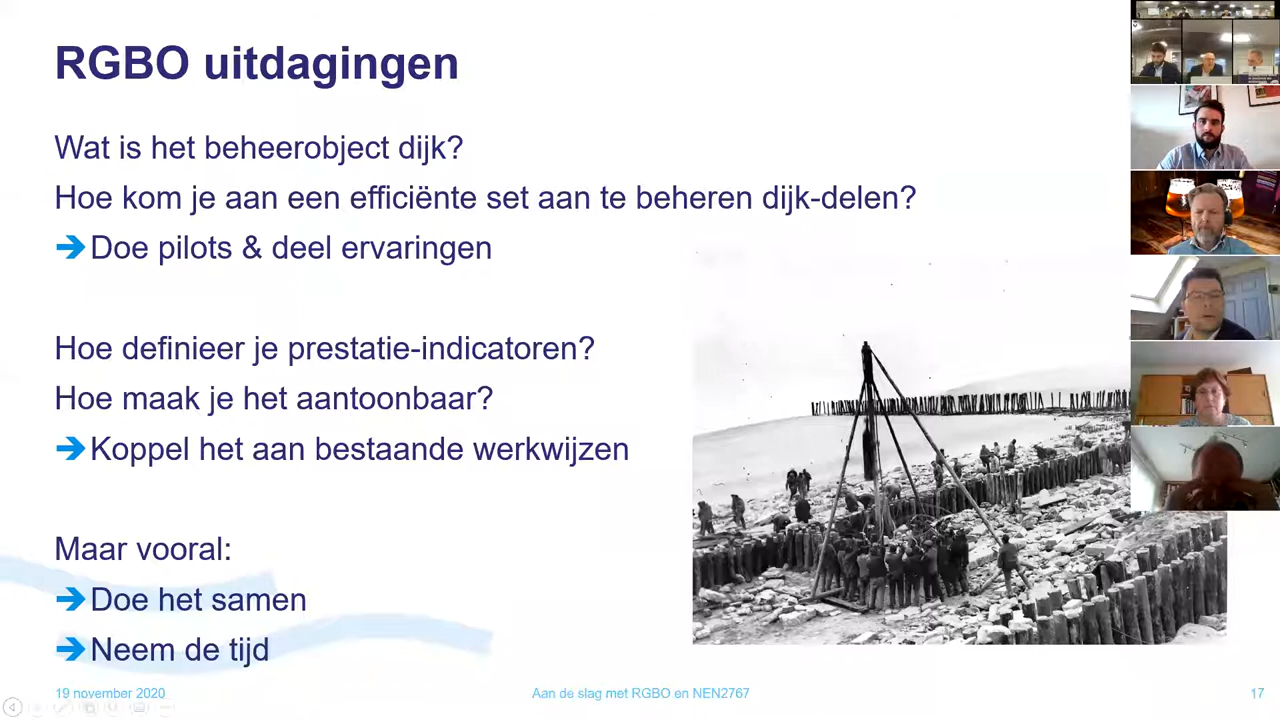 RGBO uitdagingen
Wat is het beheerobject dijk?
Hoe kom je aan een efficiënte set aan te beheren dijk-delen?
➔ Doe pilots & deel ervaringen
Hoe definieer je prestatie-indicatoren?
Hoe maak je het aantoonbaar?
➔ Koppel het aan bestaande werkwijzen
Maar vooral:
➔ Doe het samen
➔ Neem de tijd
19 november 2020
Aan de slag met RGBO en NEN2767
17